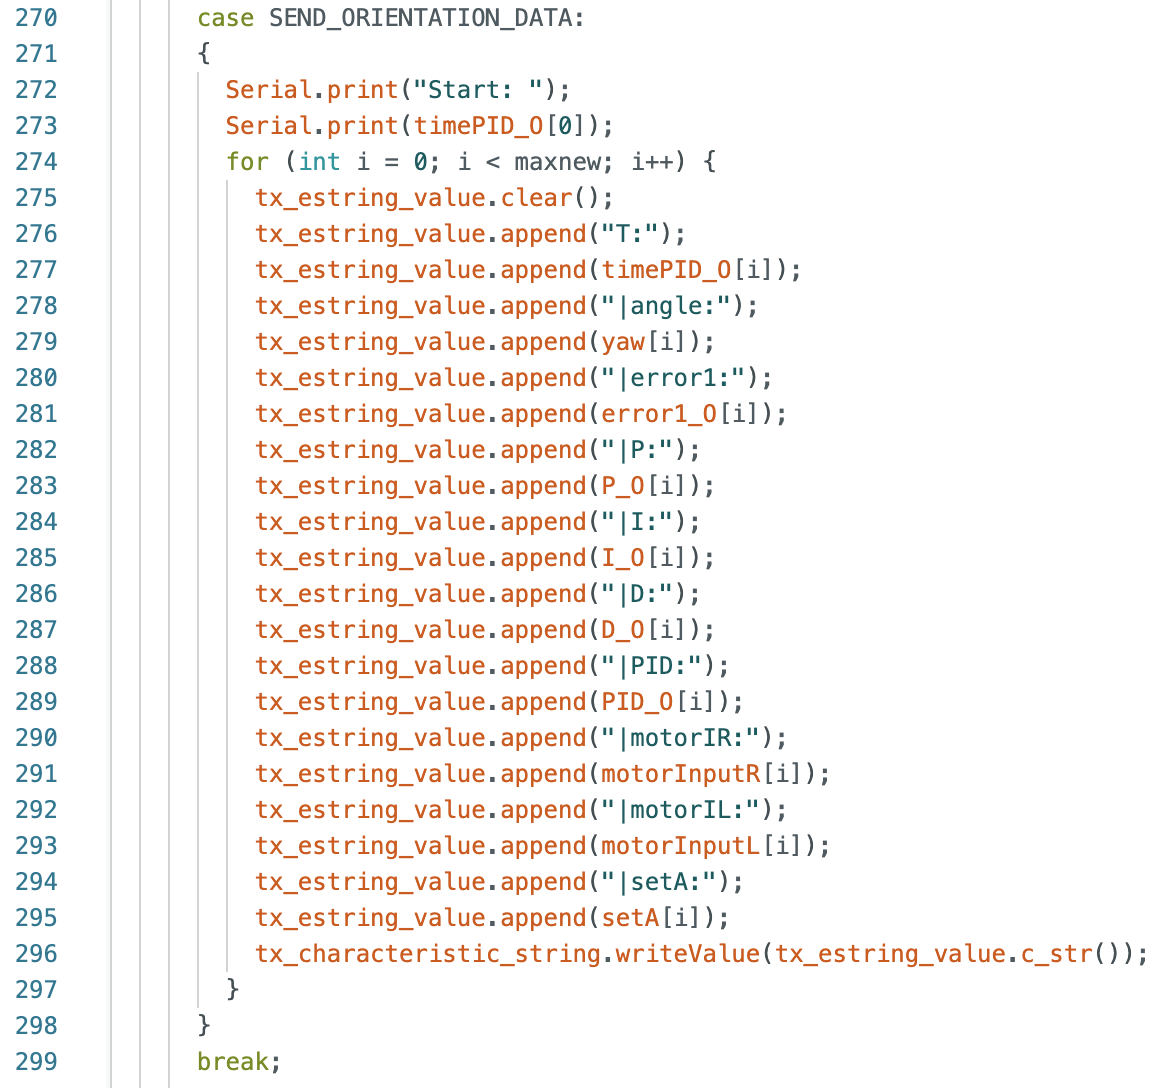 270 case SEND_ORIENTATION_DATA:
271 {
272 Serial.print("Start: ");
273 Serial.print(timePID_O[0]);
274 for (int i = 0; i < maxnew; i++) {
275 tx_estring_value.clear();
276 tx_estring_value.append("T:");
277 tx_estring_value.append(timePID_O[i]);
278 tx_estring_value.append("|angle:");
279 tx_estring_value.append(yaw[i]);
280 tx_estring_value.append("|error1:");
281 tx_estring_value.append(error1_O[i]);
282 tx_estring_value.append("|P:");
283 tx_estring_value.append(P_O[i]);
284 tx_estring_value.append("|I:");
285 tx_estring_value.append(I_O[i]);
286 tx_estring_value.append("|D:");
287 tx_estring_value.append(D_O[i]);
288 tx_estring_value.append("|PID:");
289 tx_estring_value.append(PID_O[i]);
290 tx_estring_value.append("|motorIR:");
291 tx_estring_value.append(motorInputR[i]);
292 tx_estring_value.append("|motorIL:");
293 tx_estring_value.append(motorInputL[i]);
294 tx_estring_value.append("|setA:");
295 tx_estring_value.append(setA[i]);
296 tx_characteristic_string.writeValue(tx_estring_value.c_str());
297 }
298 }
299 break;